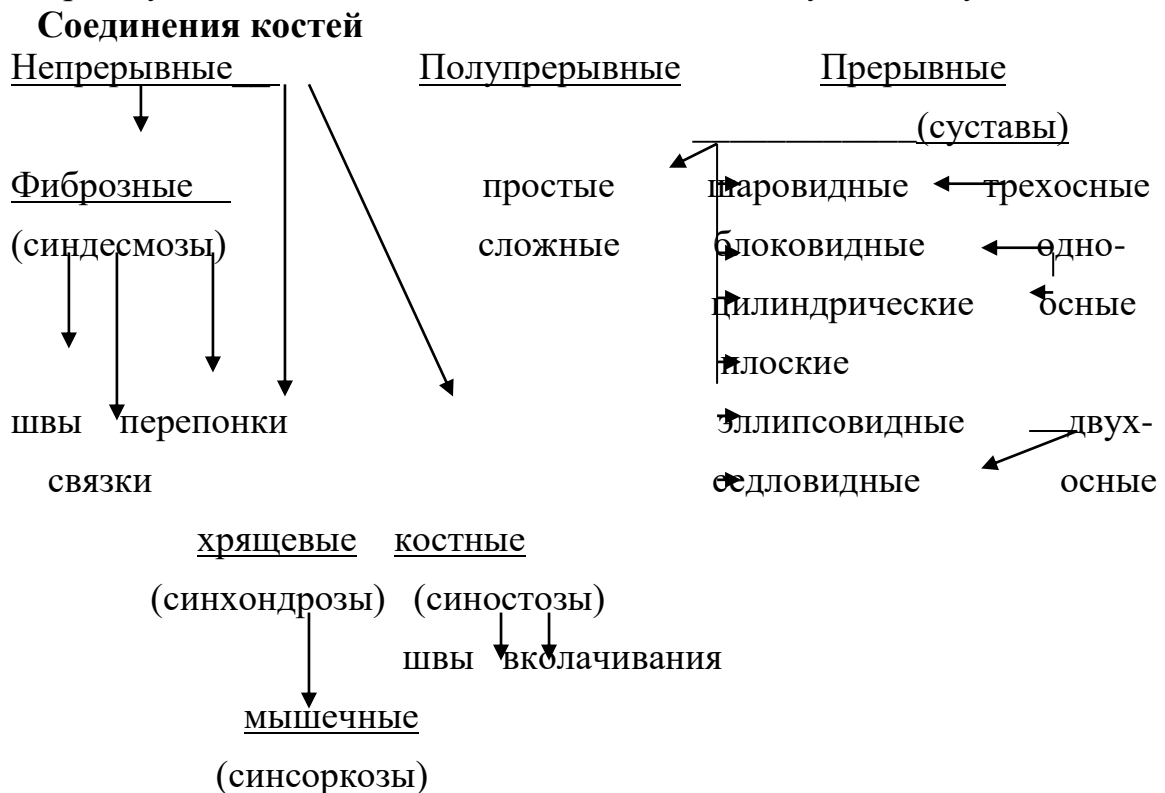 Соединения костей
Непрерывные Полупрерывные Прерывные
(суставы)
Фиброзные простые шаровидные трехосные
(синдесмозы) сложные блоковидные одно-
цилиндрические осные
плоские
швы перепонки эллипсовидные двух-
связки седловидные осные
хрящевые костные
(синхондрозы) (синостозы)
швы вколачивания
мышечные
(синсоркозы)